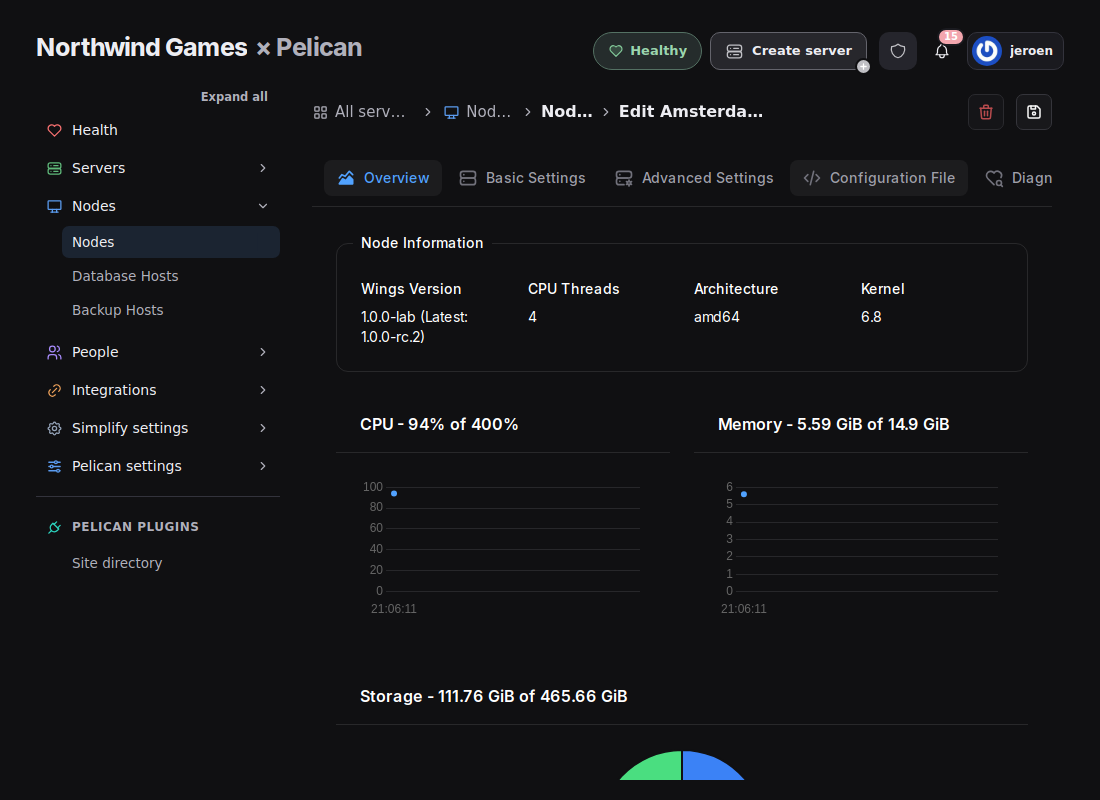 Northwind Games × Pelican
Healthy
Create server
15
jeroen
Expand all
Health
Servers
Nodes
Nodes
Database Hosts
Backup Hosts
People
Integrations
Simplify settings
Pelican settings
PELICAN PLUGINS
Site directory
All serv... > Nod... > Nod... > Edit Amsterda...
Overview
Basic Settings
Advanced Settings
Configuration File
Diagn
Node Information
Wings Version
1.0.0-lab (Latest:
1.0.0-rc.2)
CPU Threads
4
Architecture
amd64
Kernel
6.8
CPU - 94% of 400%
100
80
60
40
20
0
21:06:11
Memory - 5.59 GiB of 14.9 GiB
6
5
4
3
2
1
0
21:06:11
Storage - 111.76 GiB of 465.66 GiB